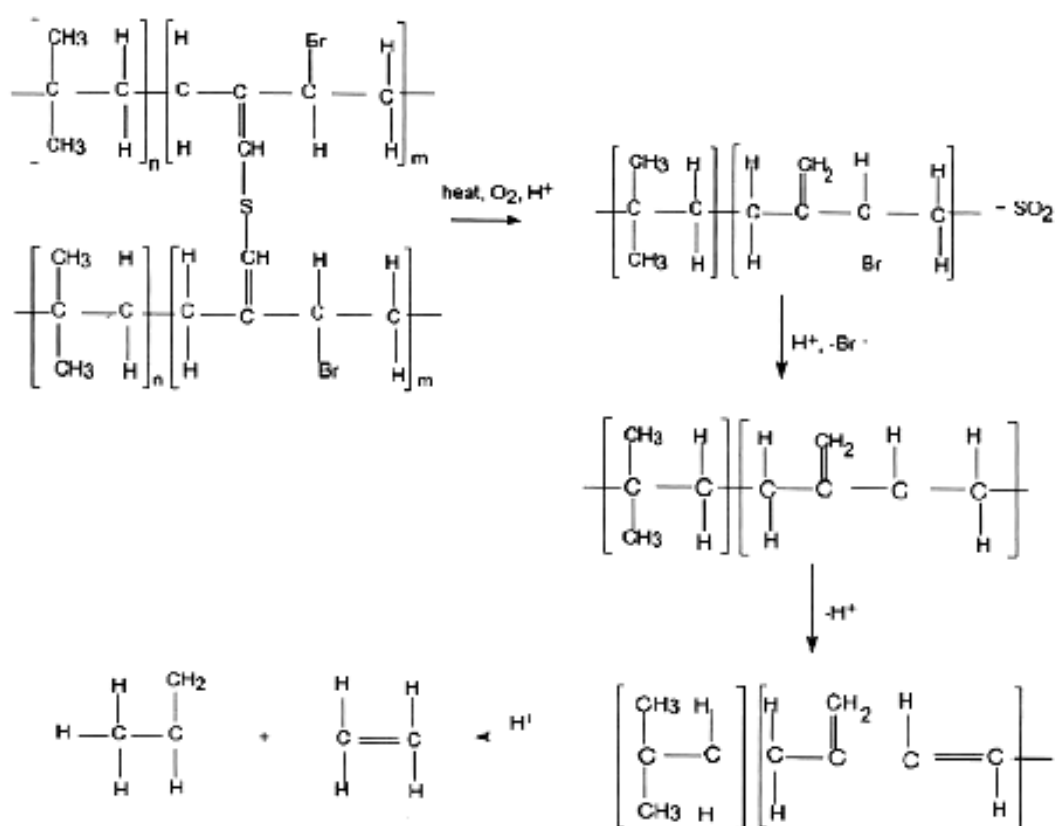 CH3 H H Br H
C C C C C C
CH3 H H CH H H
n m
S
CH3 H H CH H H
C C C C C C
CH3 H H Br H
n m
heat, O₂, H⁺
CH3 H H CH₂ H H
C C C C C C
CH3 H H Br H
- SO₂
H⁺, -Br
CH3 H H CH₂ H H
C C C C C C
CH3 H H H
-H⁺
CH3 H H CH₂ H
C C C C C C
CH3 H H H
H
H H
C C
H H
+
H CH₂
H C C
H H